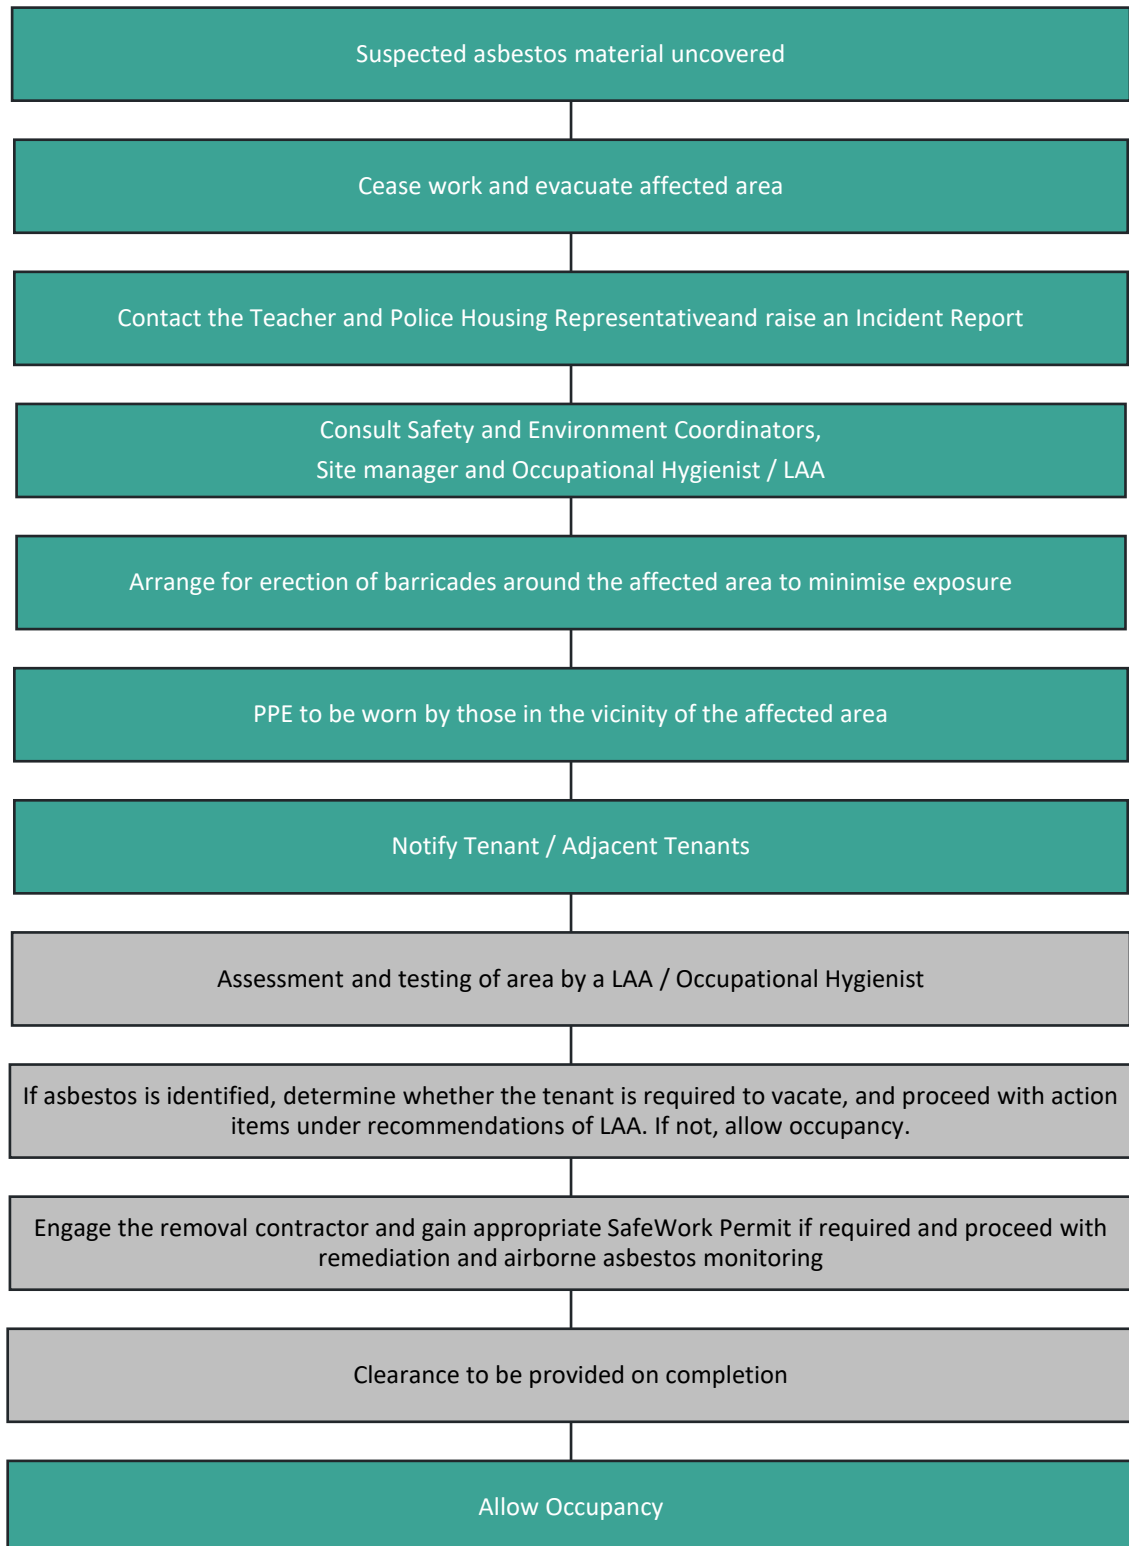 Suspected asbestos material uncovered
Cease work and evacuate affected area
Contact the Teacher and Police Housing Representativeand raise an Incident Report
Consult Safety and Environment Coordinators,
Site manager and Occupational Hygienist / LAA
Arrange for erection of barricades around the affected area to minimise exposure
PPE to be worn by those in the vicinity of the affected area
Notify Tenant / Adjacent Tenants
Assessment and testing of area by a LAA / Occupational Hygienist
If asbestos is identified, determine whether the tenant is required to vacate, and proceed with action
items under recommendations of LAA. If not, allow occupancy.
Engage the removal contractor and gain appropriate SafeWork Permit if required and proceed with
remediation and airborne asbestos monitoring
Clearance to be provided on completion
Allow Occupancy